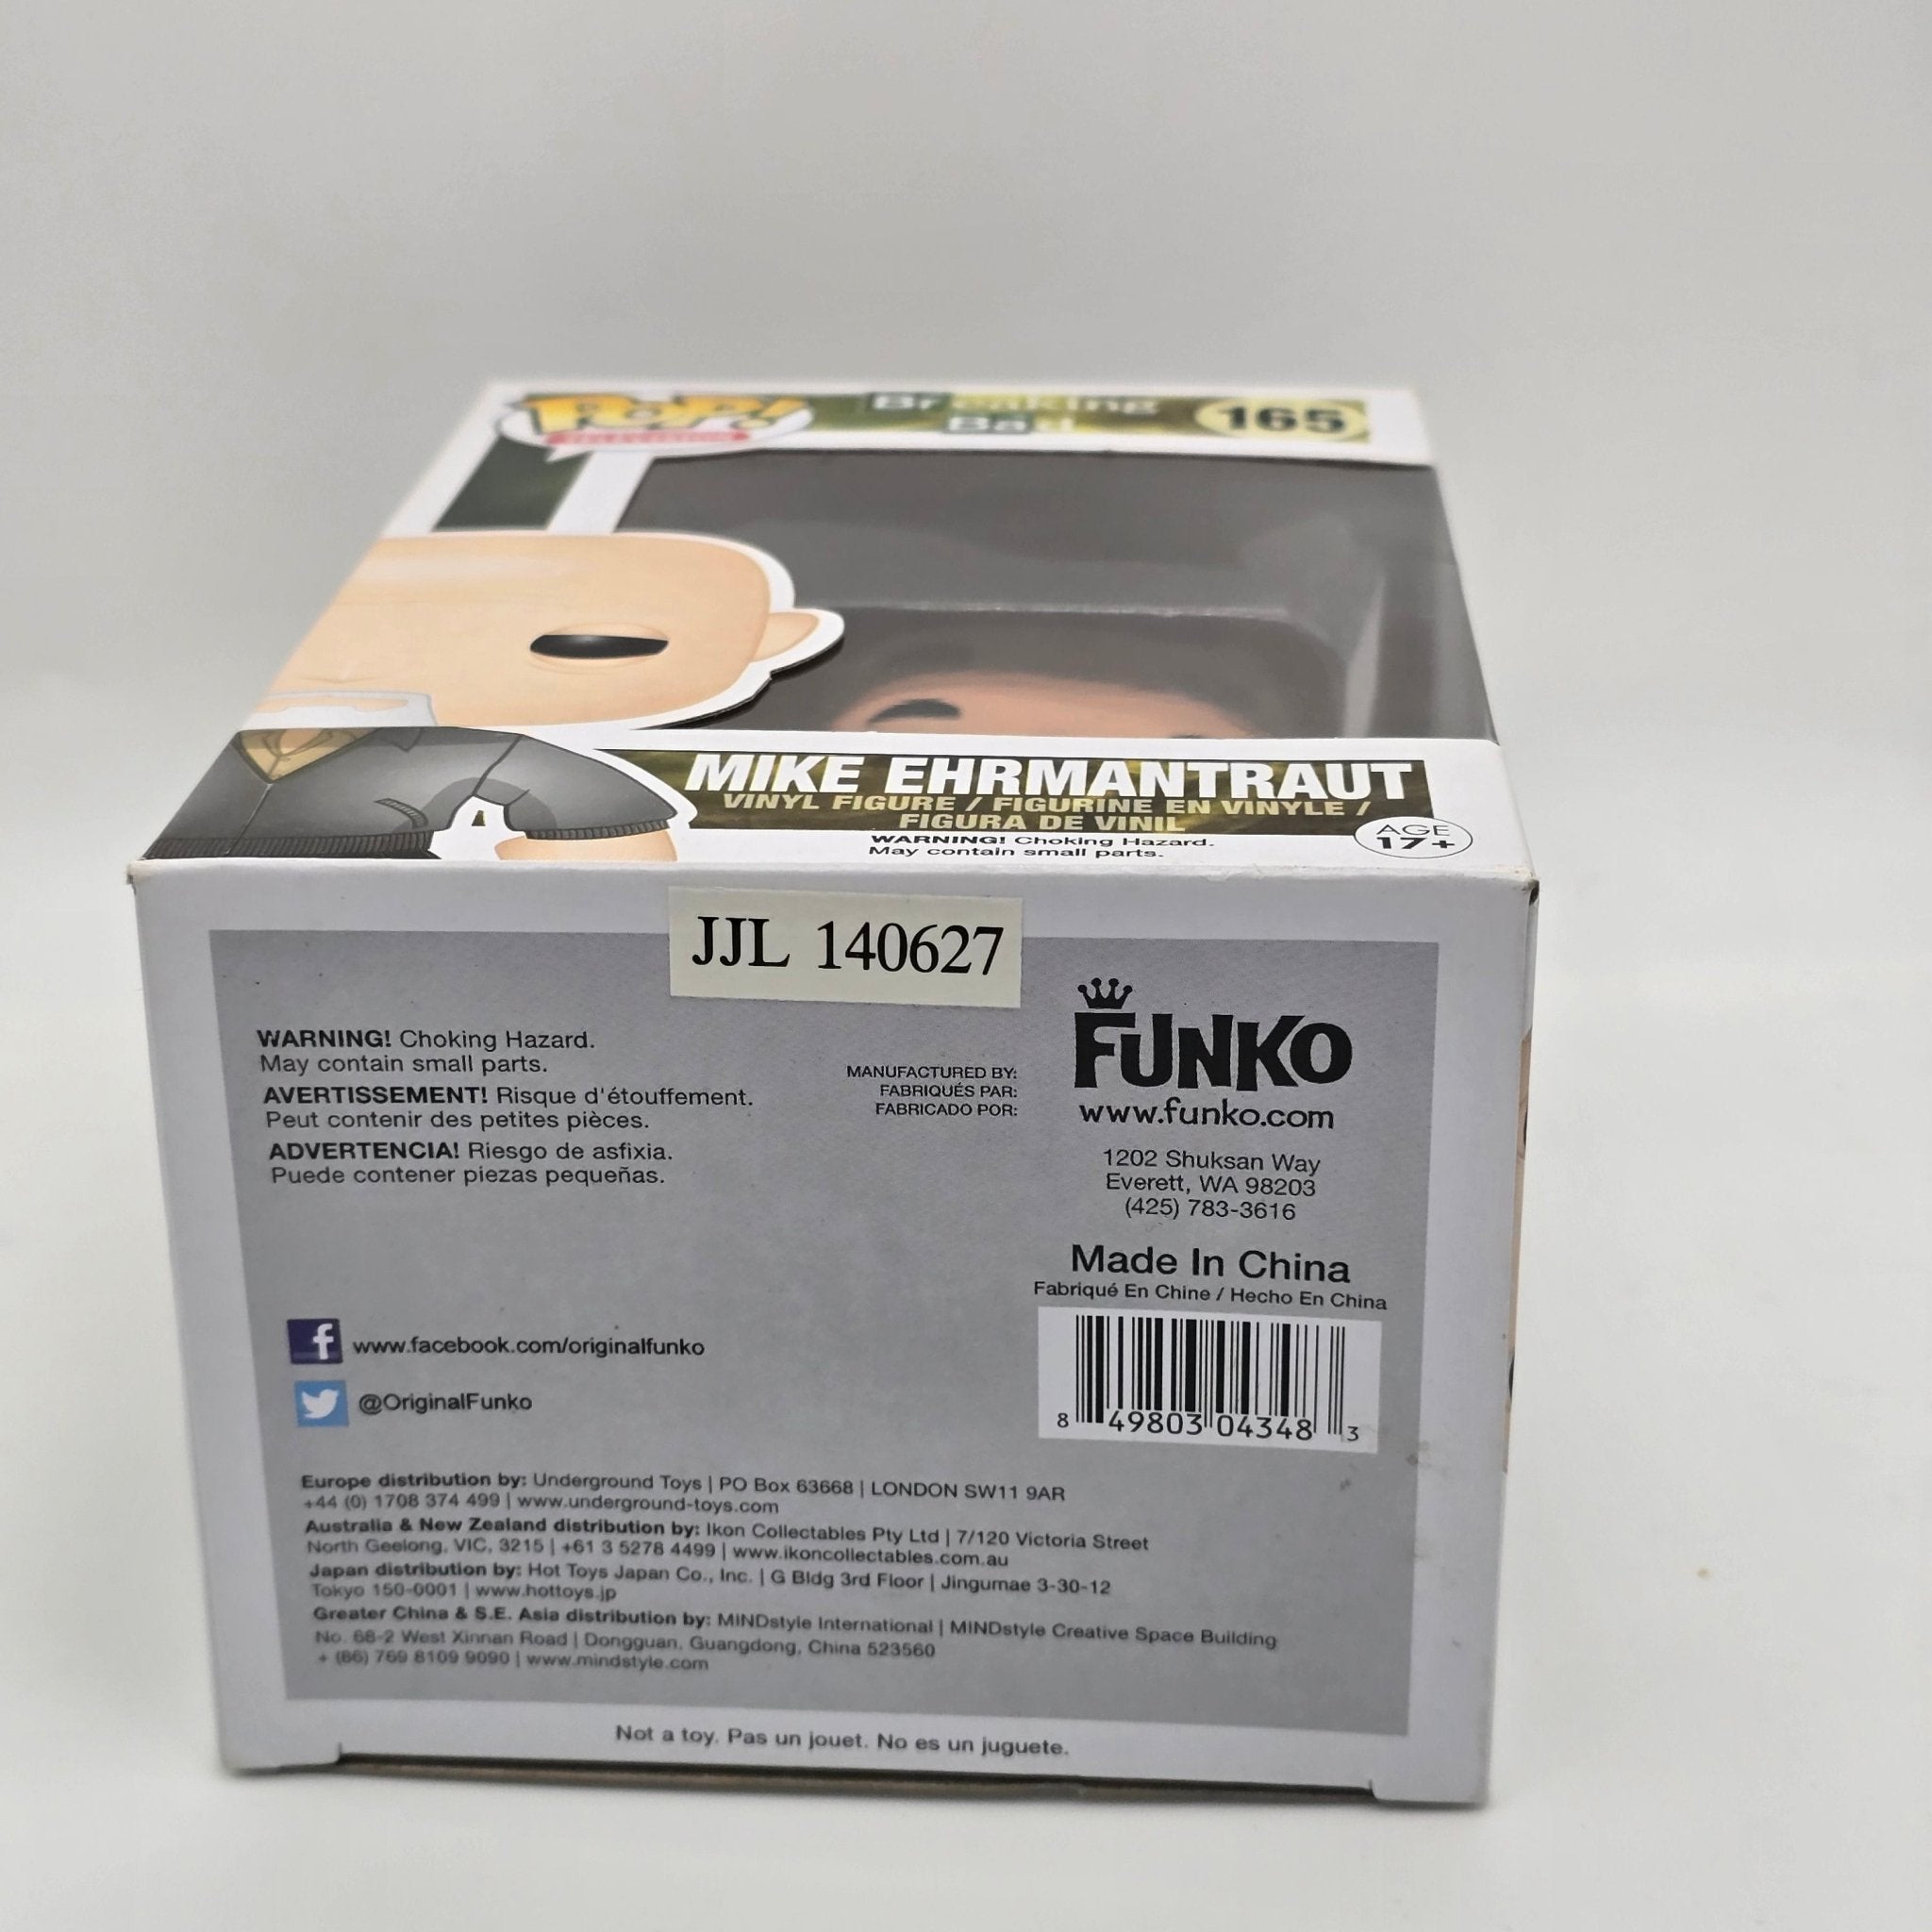 POP!
TELEVISION
Breaking
Bad
165
MIKE EHRMANTRAUT
VINYL FIGURE / FIGURINE EN VINYLE /
FIGURA DE VINIL
WARNING! Choking Hazard.
May contain small parts.
AGE
17+
JJL 140627
WARNING! Choking Hazard.
May contain small parts.
AVERTISSEMENT! Risque d'étouffement.
Peut contenir des petites pièces.
ADVERTENCIA! Riesgo de asfixia.
Puede contener piezas pequeñas.
MANUFACTURED BY:
FABRIQUÉS PAR:
FABRICADO POR:
FUNKO
www.funko.com
1202 Shuksan Way
Everett, WA 98203
(425) 783-3616
Made In China
Fabriqué En Chine / Hecho En China
8 49803 04348 3
f www.facebook.com/originalfunko
@OriginalFunko
Europe distribution by: Underground Toys | PO Box 63668 | LONDON SW11 9AR
+44 (0) 1708 374 499 | www.underground-toys.com
Australia & New Zealand distribution by: Ikon Collectables Pty Ltd | 7/120 Victoria Street
North Geelong, VIC, 3215 | +61 3 5278 4499 | www.ikoncollectables.com.au
Japan distribution by: Hot Toys Japan Co., Inc. | G Bldg 3rd Floor | Jingumae 3-30-12
Tokyo 150-0001 | www.hottoys.jp
Greater China & S.E. Asia distribution by: MINDstyle International | MINDstyle Creative Space Building
No. 68-2 West Xinnan Road | Dongguan, Guangdong, China 523560
+ (86) 769 8109 9090 | www.mindstyle.com
Not a toy. Pas un jouet. No es un juguete.